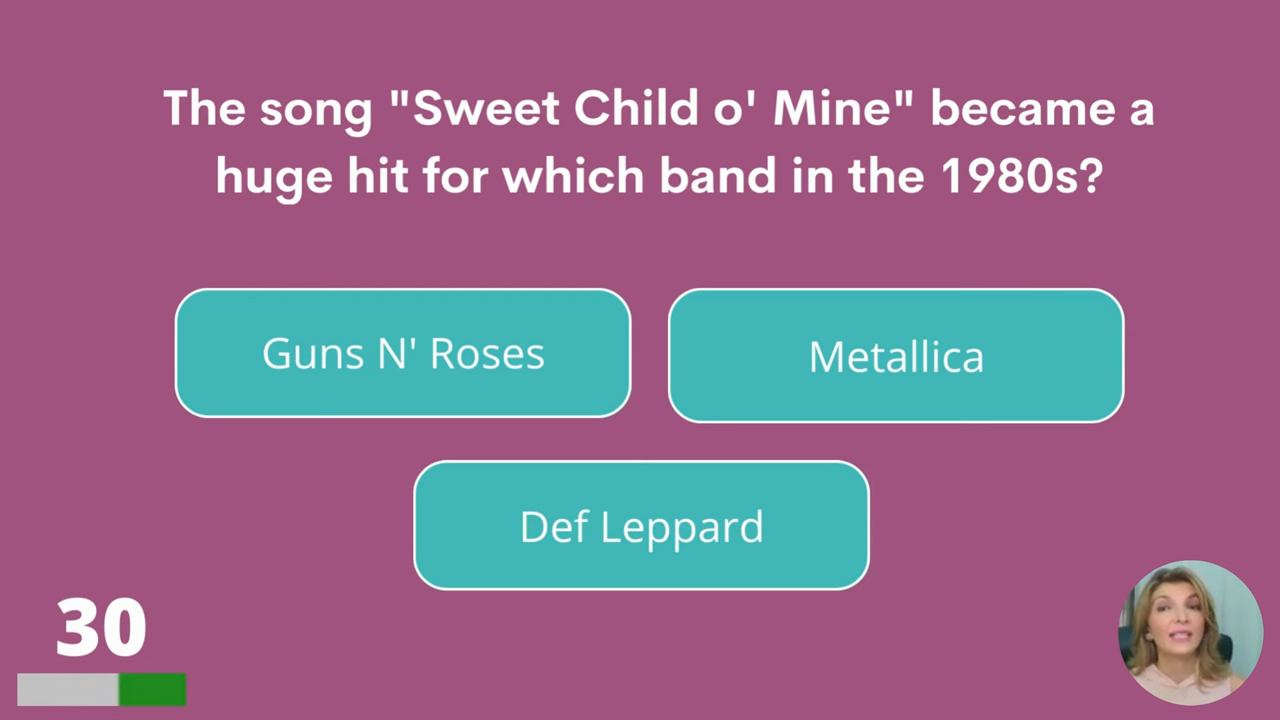 The song "Sweet Child o' Mine" became a
huge hit for which band in the 1980s?
Guns N' Roses
Metallica
Def Leppard
30